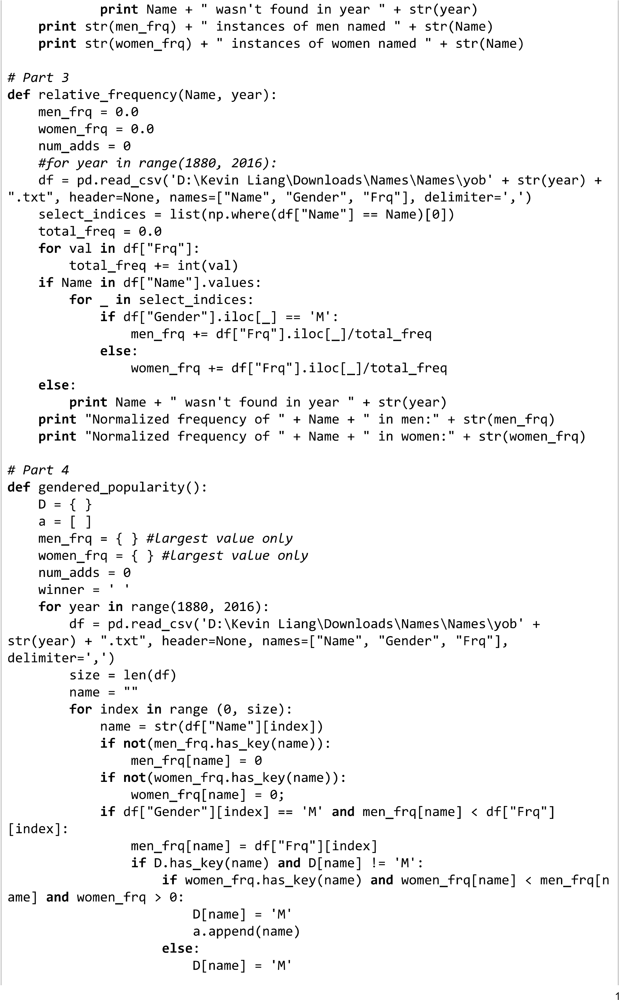 print Name + " wasn't found in year " + str(year)
    print str(men_frq) + " instances of men named " + str(Name)
    print str(women_frq) + " instances of women named " + str(Name)

# Part 3
def relative_frequency(Name, year):
    men_frq = 0.0
    women_frq = 0.0
    num_adds = 0
    #for year in range(1880, 2016):
    df = pd.read_csv('D:\Kevin Liang\Downloads\Names\Names\yob' + str(year) +
".txt", header=None, names=["Name", "Gender", "Frq"], delimiter=',')
    select_indices = list(np.where(df["Name"] == Name)[0])
    total_freq = 0.0
    for val in df["Frq"]:
        total_freq += int(val)
    if Name in df["Name"].values:
        for _ in select_indices:
            if df["Gender"].iloc[_] == 'M':
                men_frq += df["Frq"].iloc[_]/total_freq
            else:
                women_frq += df["Frq"].iloc[_]/total_freq
    else:
        print Name + " wasn't found in year " + str(year)
    print "Normalized frequency of " + Name + " in men:" + str(men_frq)
    print "Normalized frequency of " + Name + " in women:" + str(women_frq)

# Part 4
def gendered_popularity():
    D = { }
    a = [ ]
    men_frq = { } #largest value only
    women_frq = { } #largest value only
    num_adds = 0
    winner = ' '
    for year in range(1880, 2016):
        df = pd.read_csv('D:\Kevin Liang\Downloads\Names\Names\yob' +
str(year) + ".txt", header=None, names=["Name", "Gender", "Frq"],
delimiter=',')
        size = len(df)
        name = ""
        for index in range (0, size):
            name = str(df["Name"][index])
            if not(men_frq.has_key(name)):
                men_frq[name] = 0
            if not(women_frq.has_key(name)):
                women_frq[name] = 0;
            if df["Gender"][index] == 'M' and men_frq[name] < df["Frq"]
[index]:
                men_frq[name] = df["Frq"][index]
                if D.has_key(name) and D[name] != 'M':
                    if women_frq.has_key(name) and women_frq[name] < men_frq[n
ame] and women_frq > 0:
                        D[name] = 'M'
                        a.append(name)
                    else:
                        D[name] = 'M'
1